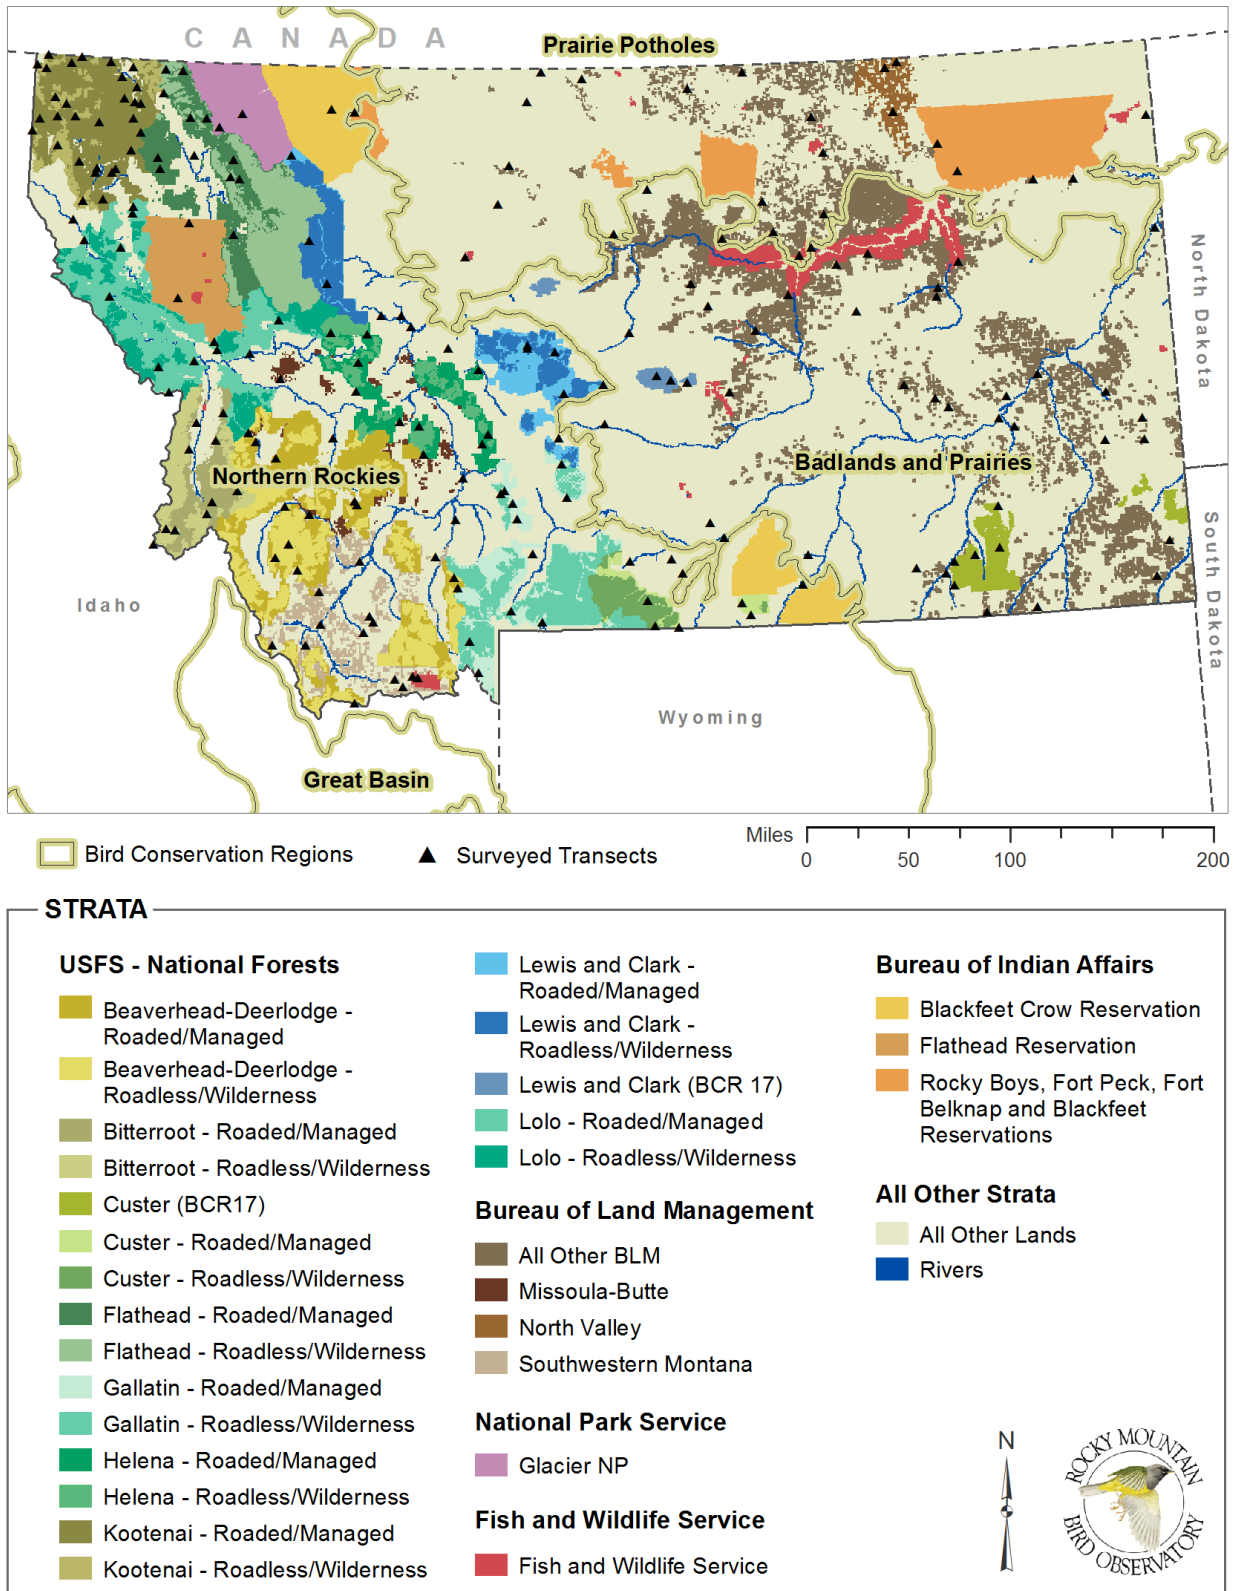 CANADA
Prairie Potholes
North Dakota
Northern Rockies
Badlands and Prairies
South Dakota
Idaho
Wyoming
Great Basin
Bird Conservation Regions
Surveyed Transects
Miles
0 50 100 200
STRATA
USFS - National Forests
Beaverhead-Deerlodge -
Roaded/Managed
Beaverhead-Deerlodge -
Roadless/Wilderness
Bitterroot - Roaded/Managed
Bitterroot - Roadless/Wilderness
Custer (BCR17)
Custer - Roaded/Managed
Custer - Roadless/Wilderness
Flathead - Roaded/Managed
Flathead - Roadless/Wilderness
Gallatin - Roaded/Managed
Gallatin - Roadless/Wilderness
Helena - Roaded/Managed
Helena - Roadless/Wilderness
Kootenai - Roaded/Managed
Kootenai - Roadless/Wilderness
Lewis and Clark -
Roaded/Managed
Lewis and Clark -
Roadless/Wilderness
Lewis and Clark (BCR 17)
Lolo - Roaded/Managed
Lolo - Roadless/Wilderness
Bureau of Land Management
All Other BLM
Missoula-Butte
North Valley
Southwestern Montana
National Park Service
Glacier NP
Fish and Wildlife Service
Fish and Wildlife Service
Bureau of Indian Affairs
Blackfeet Crow Reservation
Flathead Reservation
Rocky Boys, Fort Peck, Fort
Belknap and Blackfeet
Reservations
All Other Strata
All Other Lands
Rivers
N
ROCKY MOUNTAIN
BIRD OBSERVATORY